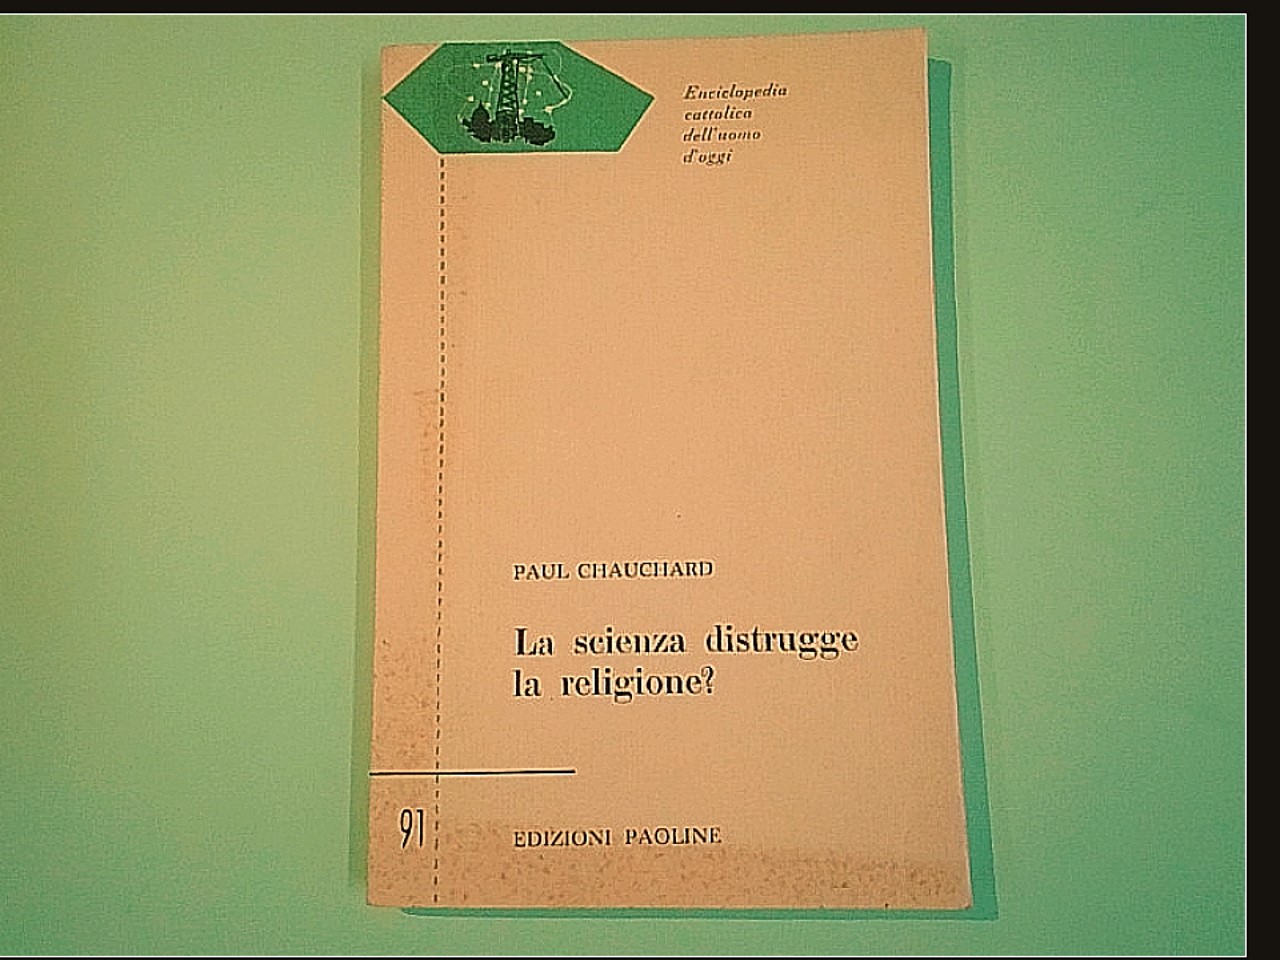 Enciclopedia
cattolica
dell'uomo
d'oggi
PAUL CHAUCHARD
La scienza distrugge
la religione?
91
EDIZIONI PAOLINE